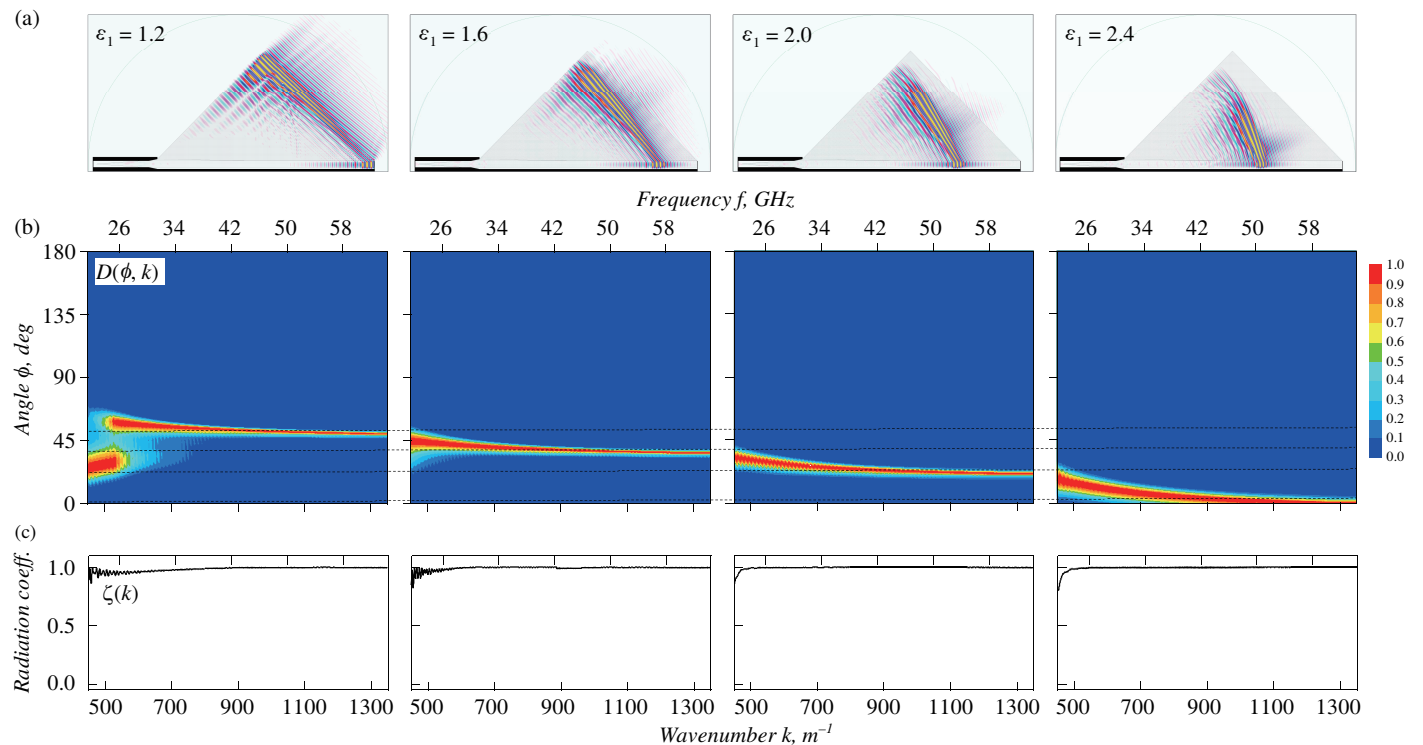 (a)
ε₁ = 1.2
ε₁ = 1.6
ε₁ = 2.0
ε₁ = 2.4
Frequency f, GHz
(b)
26 34 42 50 58
26 34 42 50 58
26 34 42 50 58
26 34 42 50 58
180
135
90
45
0
Angle ϕ, deg
D(ϕ, k)
1.0
0.9
0.8
0.7
0.6
0.5
0.4
0.3
0.2
0.1
0.0
(c)
Radiation coeff.
1.0
0.5
0.0
ζ(k)
500 700 900 1100 1300
500 700 900 1100 1300
500 700 900 1100 1300
500 700 900 1100 1300
Wavenumber k, m⁻¹